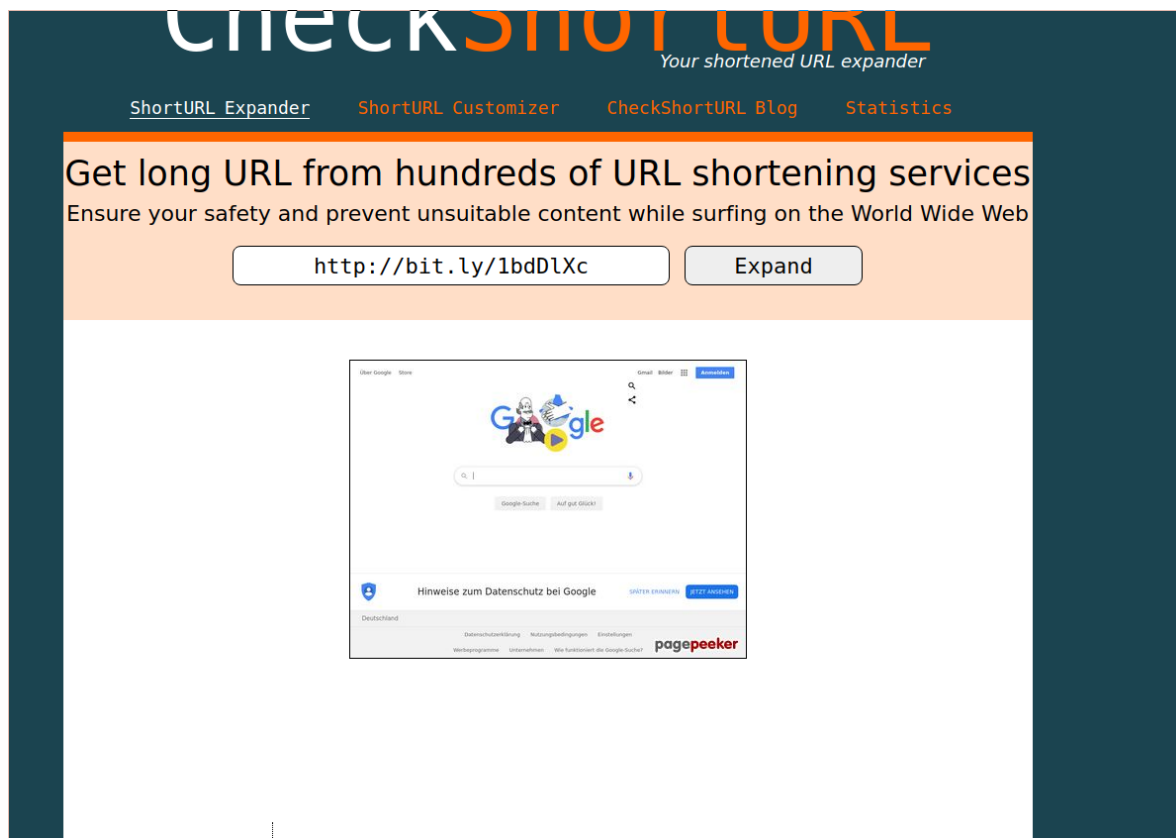 CheckShortURL
Your shortened URL expander
ShortURL Expander ShortURL Customizer CheckShortURL Blog Statistics
Get long URL from hundreds of URL shortening services
Ensure your safety and prevent unsuitable content while surfing on the World Wide Web
http://bit.ly/1bdDlXc Expand
Über Google Store Gmail Bilder Anmelden
Google
Google-Suche Auf gut Glück!
Hinweise zum Datenschutz bei Google SPÄTER ERINNERN JETZT ANSEHEN
Deutschland
Datenschutzerklärung Nutzungsbedingungen Einstellungen
Werbeprogramme Unternehmen Wie funktioniert die Google-Suche?
pagepeeker